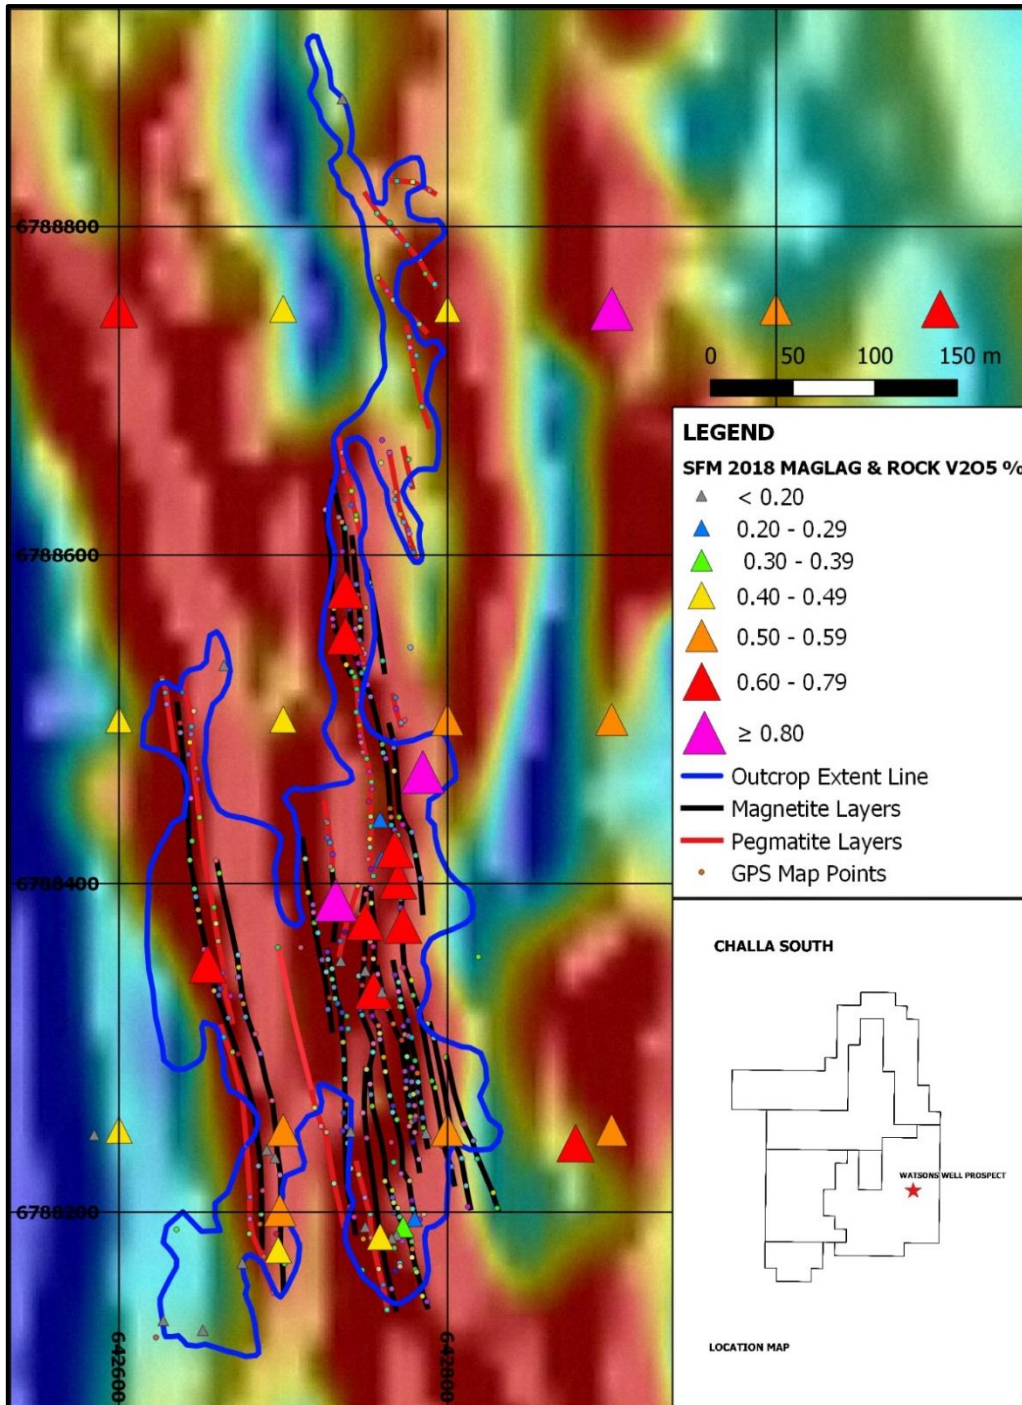 6788800
0 50 100 150 m
LEGEND
SFM 2018 MAGLAG & ROCK V2O5 %
< 0.20
0.20 - 0.29
0.30 - 0.39
0.40 - 0.49
0.50 - 0.59
0.60 - 0.79
≥ 0.80
Outcrop Extent Line
Magnetite Layers
Pegmatite Layers
GPS Map Points
6788600
6788400
6788200
642600
642800
CHALLA SOUTH
WATSONS WELL PROSPECT
LOCATION MAP